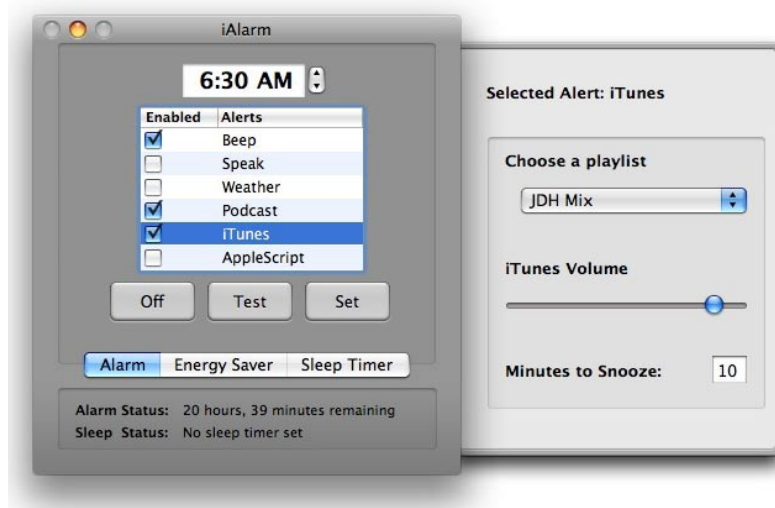 iAlarm
6:30 AM
Enabled Alerts
Beep
Speak
Weather
Podcast
iTunes
AppleScript
Off Test Set
Alarm Energy Saver Sleep Timer
Alarm Status: 20 hours, 39 minutes remaining
Sleep Status: No sleep timer set
Selected Alert: iTunes
Choose a playlist
JDH Mix
iTunes Volume
Minutes to Snooze: 10